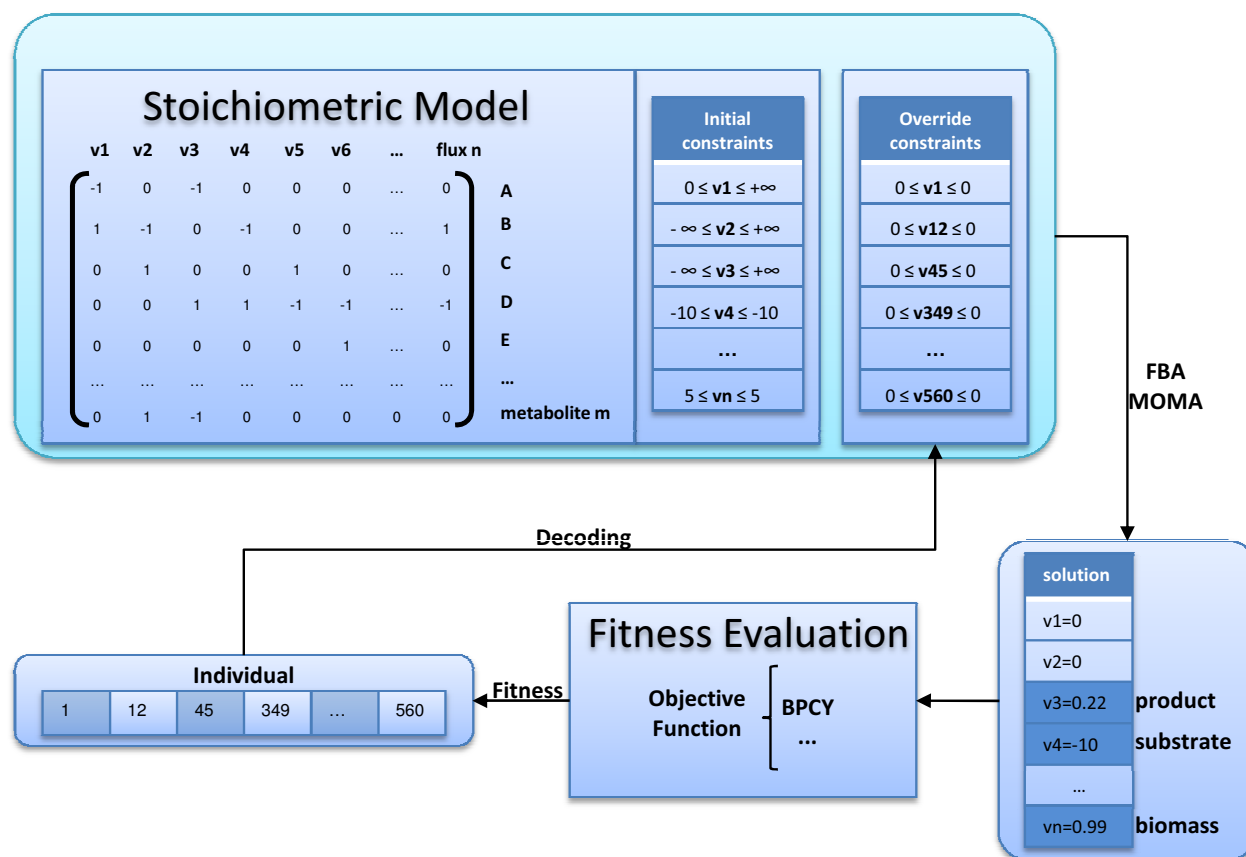 Stoichiometric Model
v1 v2 v3 v4 v5 v6 ... flux n
-1 0 -1 0 0 0 ... 0 A
1 -1 0 -1 0 0 ... 1 B
0 1 0 0 1 0 ... 0 C
0 0 1 1 -1 -1 ... -1 D
0 0 0 0 0 1 ... 0 E
... ... ... ... ... ... ... ... ...
0 1 -1 0 0 0 0 0 metabolite m
Initial
constraints
0 ≤ v1 ≤ +∞
- ∞ ≤ v2 ≤ +∞
- ∞ ≤ v3 ≤ +∞
-10 ≤ v4 ≤ -10
...
5 ≤ vn ≤ 5
Override
constraints
0 ≤ v1 ≤ 0
0 ≤ v12 ≤ 0
0 ≤ v45 ≤ 0
0 ≤ v349 ≤ 0
...
0 ≤ v560 ≤ 0
FBA
MOMA
Decoding
solution
v1=0
v2=0
v3=0.22 product
v4=-10 substrate
...
vn=0.99 biomass
Fitness Evaluation
Objective
Function
BPCY
...
Fitness
Individual
1 12 45 349 ... 560